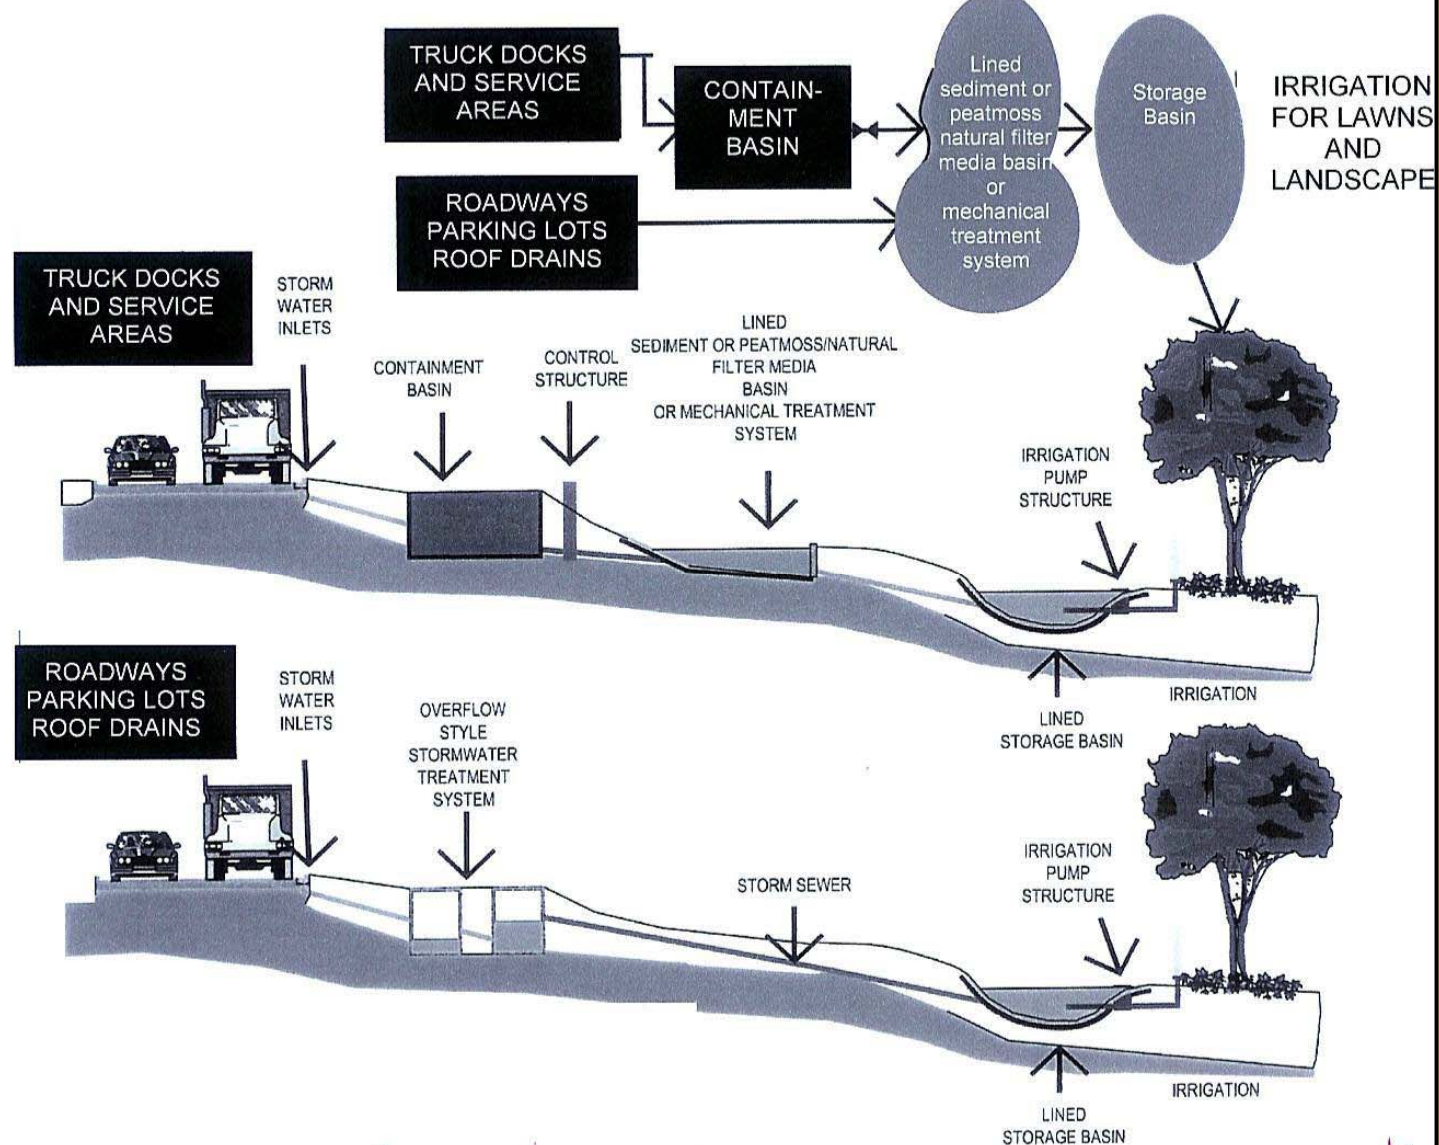 TRUCK DOCKS
AND SERVICE
AREAS
CONTAIN-
MENT
BASIN
Lined
sediment or
peatmoss
natural filter
media basin
or
mechanical
treatment
system
Storage
Basin
IRRIGATION
FOR LAWNS
AND
LANDSCAPE
ROADWAYS
PARKING LOTS
ROOF DRAINS
TRUCK DOCKS
AND SERVICE
AREAS
STORM
WATER
INLETS
CONTAINMENT
BASIN
CONTROL
STRUCTURE
LINED
SEDIMENT OR PEATMOSS/NATURAL
FILTER MEDIA
BASIN
OR MECHANICAL TREATMENT
SYSTEM
IRRIGATION
PUMP
STRUCTURE
LINED
STORAGE BASIN
IRRIGATION
ROADWAYS
PARKING LOTS
ROOF DRAINS
STORM
WATER
INLETS
OVERFLOW
STYLE
STORMWATER
TREATMENT
SYSTEM
STORM SEWER
IRRIGATION
PUMP
STRUCTURE
LINED
STORAGE BASIN
IRRIGATION